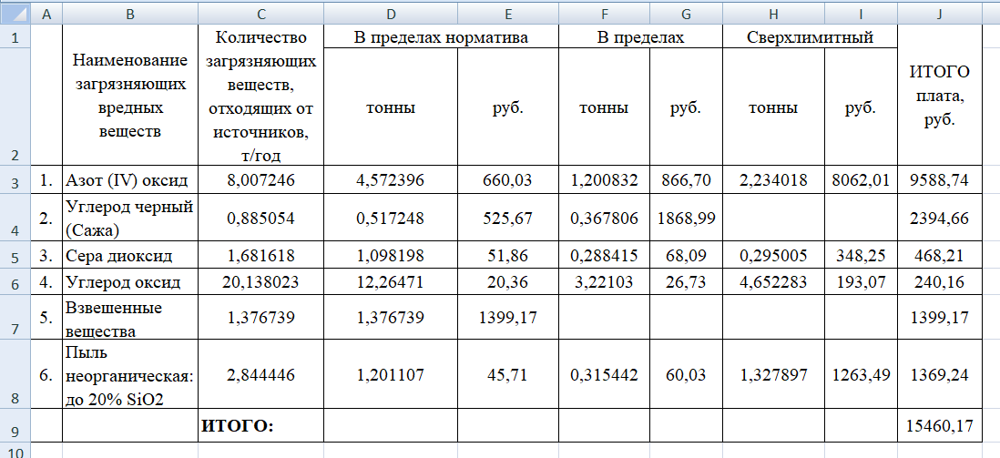 A B C D E F G H I J
1 Количество В пределах норматива В пределах Сверхлимитный
Наименование
загрязняющих
вредных
веществ
загрязняющих
веществ,
отходящих от
источников,
т/год
тонны руб. тонны руб. тонны руб.
ИТОГО
плата,
руб.
2
3 1. Азот (IV) оксид 8,007246 4,572396 660,03 1,200832 866,70 2,234018 8062,01 9588,74
4 2. Углерод черный
(Сажа) 0,885054 0,517248 525,67 0,367806 1868,99 2394,66
5 3. Сера диоксид 1,681618 1,098198 51,86 0,288415 68,09 0,295005 348,25 468,21
6 4. Углерод оксид 20,138023 12,26471 20,36 3,22103 26,73 4,652283 193,07 240,16
7 5. Взвешенные
вещества 1,376739 1,376739 1399,17 1399,17
8 6. Пыль
неорганическая:
до 20% SiO2 2,844446 1,201107 45,71 0,315442 60,03 1,327897 1263,49 1369,24
9 ИТОГО: 15460,17
10